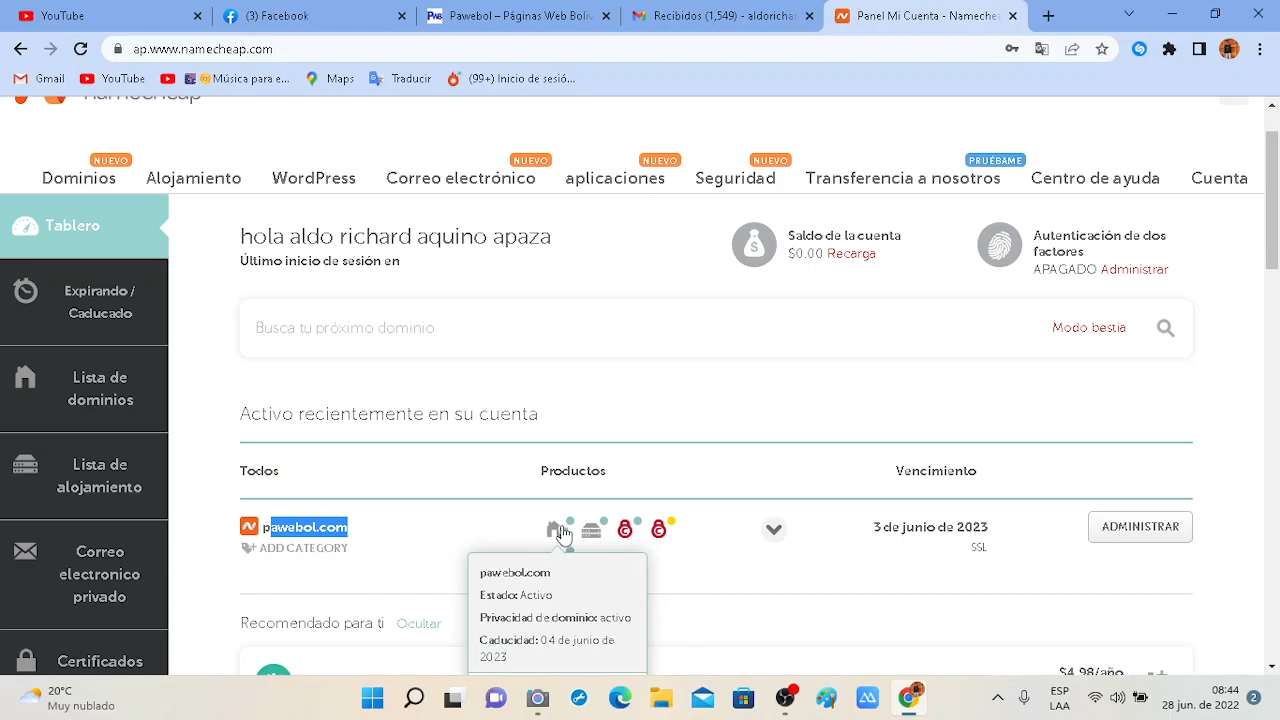 YouTube
(3) Facebook
Pawebol – Páginas Web Boliv
Recibidos (1,549) - aldorichar
Panel Mi Cuenta - Nameche
ap.www.namecheap.com
Gmail
YouTube
Música para e...
Maps
Traducir
(99+) Inicio de sesió...
namecheap
NUEVO
NUEVO
NUEVO
NUEVO
PRUÉBAME
Dominios
Alojamiento
WordPress
Correo electrónico
aplicaciones
Seguridad
Transferencia a nosotros
Centro de ayuda
Cuenta
Tablero
Expirando /
Caducado
Lista de
dominios
Lista de
alojamiento
Correo
electronico
privado
Certificados
hola aldo richard aquino apaza
Último inicio de sesión en
Saldo de la cuenta
$0.00 Recarga
Autenticación de dos
factores
APAGADO Administrar
Busca tu próximo dominio
Modo bestia
Activo recientemente en su cuenta
Todos
Productos
Vencimiento
pawebol.com
ADD CATEGORY
3 de junio de 2023
SSL
ADMINISTRAR
pawebol.com
Estado: Activo
Privacidad de dominio: activo
Caducidad: 04 de junio de
2023
Recomendado para ti
Ocultar
$4.98/año
20°C
Muy nublado
ESP
LAA
08:44
28 jun. de 2022
2